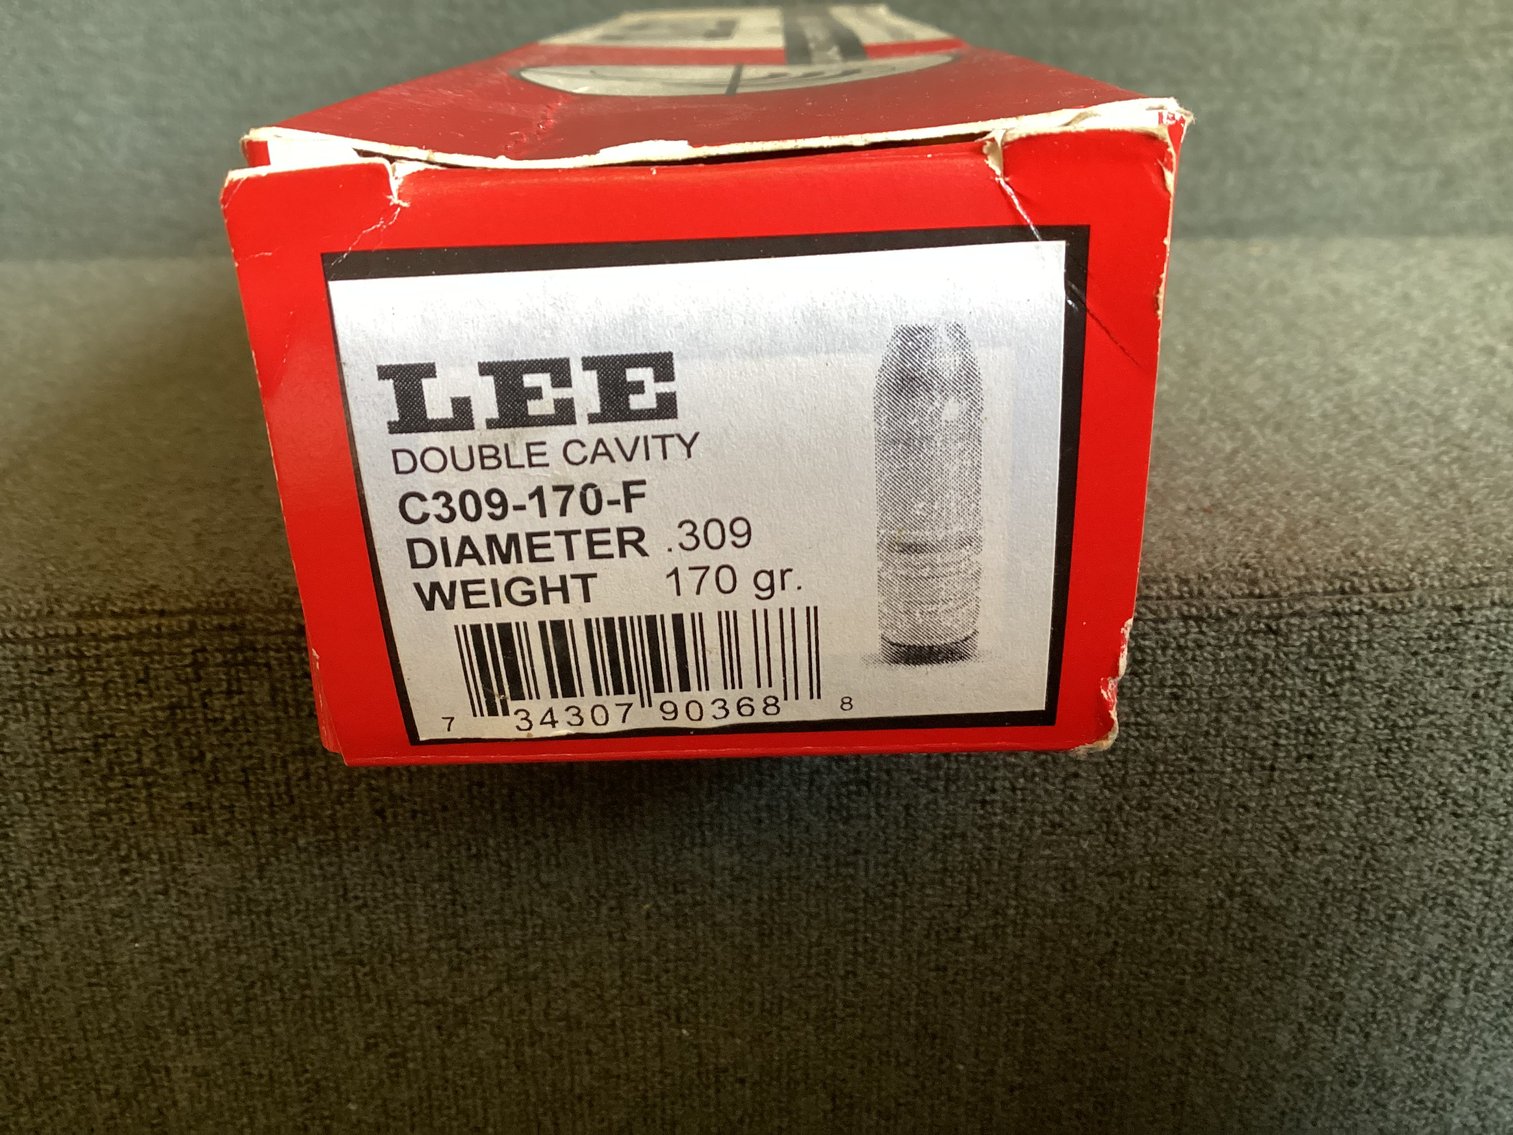 LEE
DOUBLE CAVITY
C309-170-F
DIAMETER .309
WEIGHT 170 gr.
7 34307 90368 8